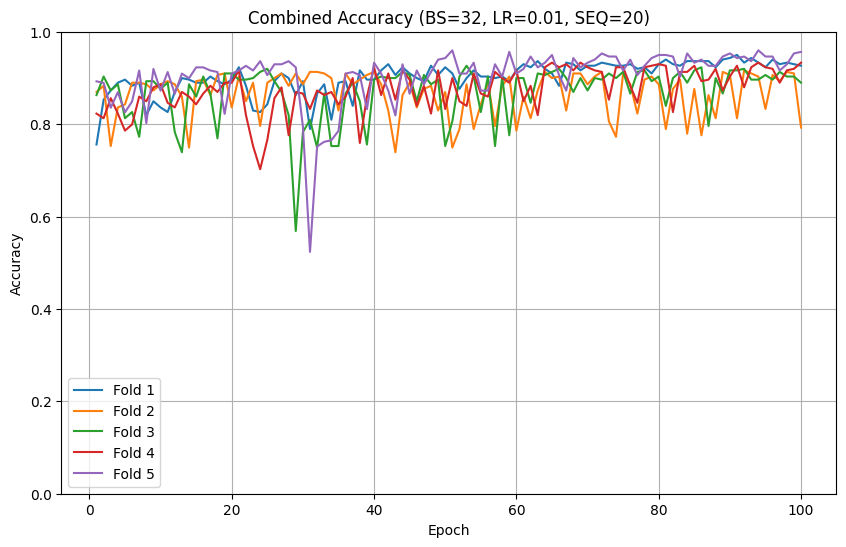 Combined Accuracy (BS=32, LR=0.01, SEQ=20)
1.0
0.8
0.6
0.4
0.2
0.0
Accuracy
Fold 1
Fold 2
Fold 3
Fold 4
Fold 5
0 20 40 60 80 100
Epoch